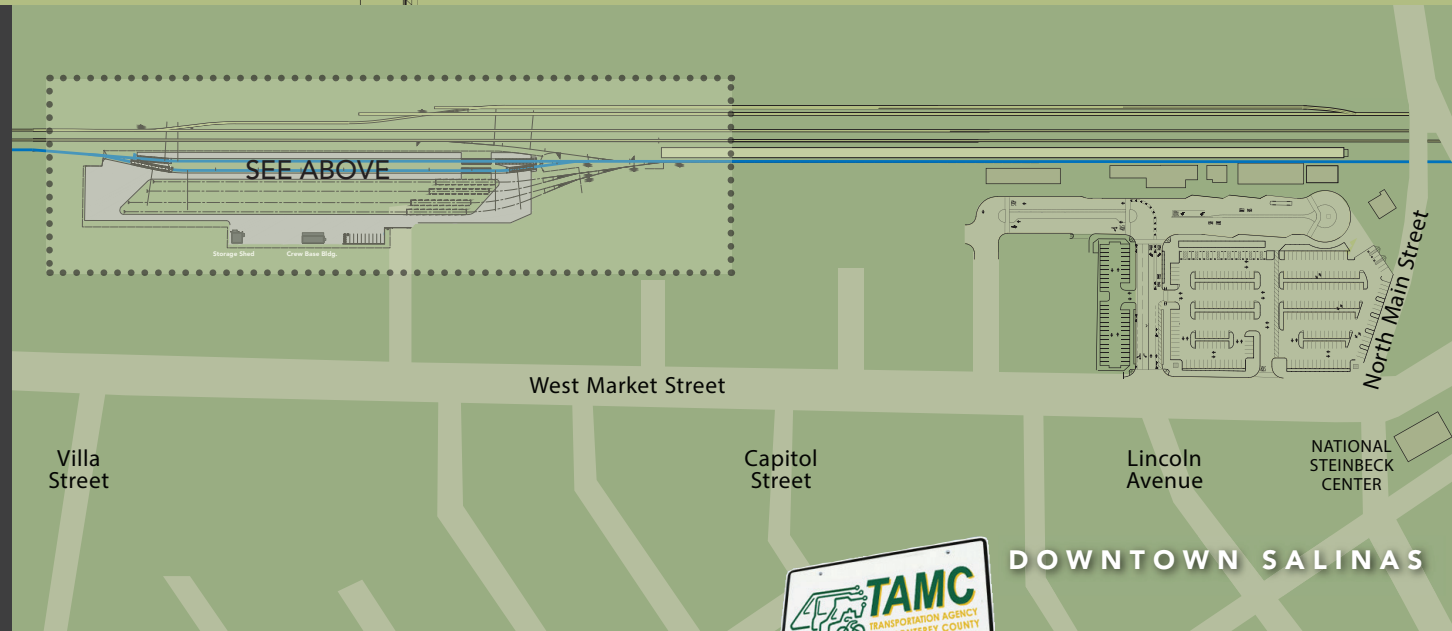 SEE ABOVE
Storage Shed
Crew Base Bldg.
North Main Street
West Market Street
Villa
Street
Capitol
Street
Lincoln
Avenue
NATIONAL
STEINBECK
CENTER
DOWNTOWN SALINAS
TAMC
TRANSPORTATION AGENCY
COUNTY